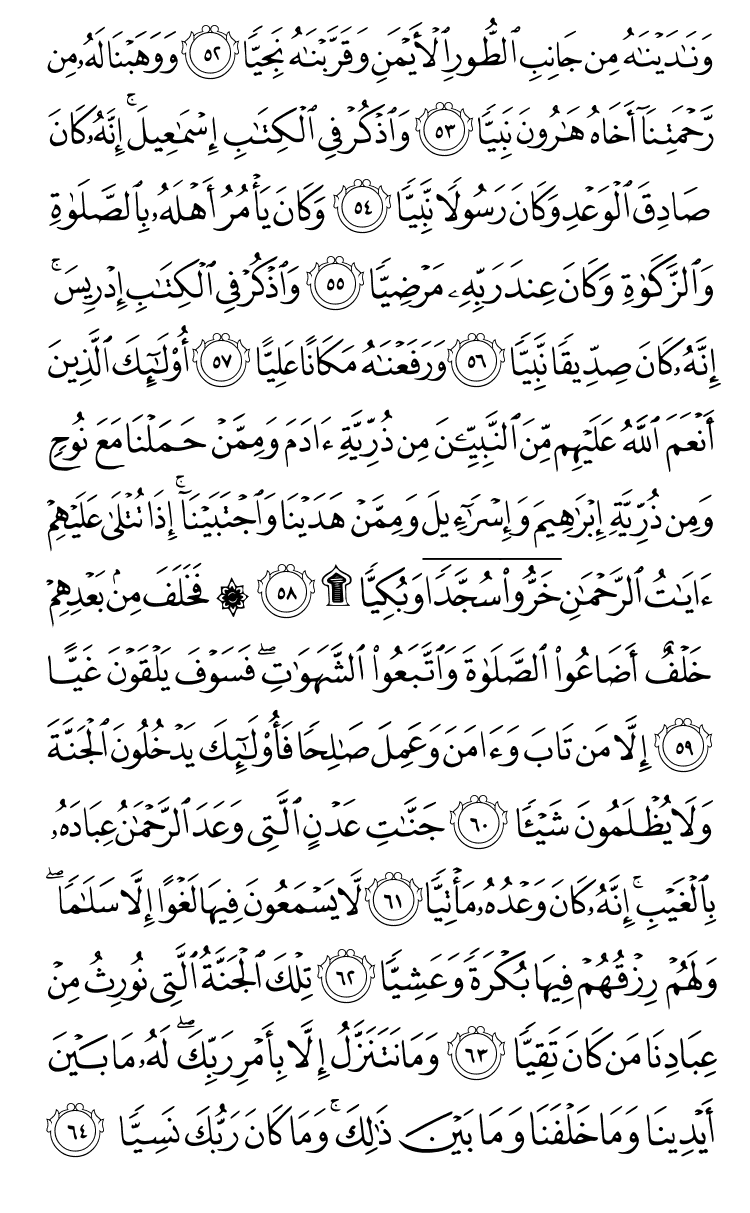 وَنَٰدَيۡنَٰهُ مِن جَانِبِ ٱلطُّورِ ٱلۡأَيۡمَنِ وَقَرَّبۡنَٰهُ نَجِيّٗا ٥٢ وَوَهَبۡنَا لَهُۥ مِن
رَّحۡمَتِنَآ أَخَاهُ هَٰرُونَ نَبِيّٗا ٥٣ وَٱذۡكُرۡ فِي ٱلۡكِتَٰبِ إِسۡمَٰعِيلَۚ إِنَّهُۥ كَانَ
صَادِقَ ٱلۡوَعۡدِ وَكَانَ رَسُولٗا نَّبِيّٗا ٥٤ وَكَانَ يَأۡمُرُ أَهۡلَهُۥ بِٱلصَّلَوٰةِ
وَٱلزَّكَوٰةِ وَكَانَ عِندَ رَبِّهِۦ مَرۡضِيّٗا ٥٥ وَٱذۡكُرۡ فِي ٱلۡكِتَٰبِ إِدۡرِيسَۚ
إِنَّهُۥ كَانَ صِدِّيقٗا نَّبِيّٗا ٥٦ وَرَفَعۡنَٰهُ مَكَانًا عَلِيًّا ٥٧ أُوْلَٰٓئِكَ ٱلَّذِينَ
أَنۡعَمَ ٱللَّهُ عَلَيۡهِم مِّنَ ٱلنَّبِيِّـۧنَ مِن ذُرِّيَّةِ ءَادَمَ وَمِمَّنۡ حَمَلۡنَا مَعَ نُوحٖ
وَمِن ذُرِّيَّةِ إِبۡرَٰهِيمَ وَإِسۡرَٰٓءِيلَ وَمِمَّنۡ هَدَيۡنَا وَٱجۡتَبَيۡنَآۚ إِذَا تُتۡلَىٰ عَلَيۡهِمۡ
ءَايَٰتُ ٱلرَّحۡمَٰنِ خَرُّواْۤ سُجَّدٗاۤ وَبُكِيّٗا ۩ ٥٨ ۞ فَخَلَفَ مِنۢ بَعۡدِهِمۡ
خَلۡفٌ أَضَاعُواْ ٱلصَّلَوٰةَ وَٱتَّبَعُواْ ٱلشَّهَوَٰتِۖ فَسَوۡفَ يَلۡقَوۡنَ غَيًّا
٥٩ إِلَّا مَن تَابَ وَءَامَنَ وَعَمِلَ صَٰلِحٗا فَأُوْلَٰٓئِكَ يَدۡخُلُونَ ٱلۡجَنَّةَ
وَلَا يُظۡلَمُونَ شَيۡـٔٗا ٦٠ جَنَّٰتِ عَدۡنٍ ٱلَّتِي وَعَدَ ٱلرَّحۡمَٰنُ عِبَادَهُۥ
بِٱلۡغَيۡبِۚ إِنَّهُۥ كَانَ وَعۡدُهُۥ مَأۡتِيّٗا ٦١ لَّا يَسۡمَعُونَ فِيهَا لَغۡوًا إِلَّا سَلَٰمٗاۖ
وَلَهُمۡ رِزۡقُهُمۡ فِيهَا بُكۡرَةٗ وَعَشِيّٗا ٦٢ تِلۡكَ ٱلۡجَنَّةُ ٱلَّتِي نُورِثُ مِنۡ
عِبَادِنَا مَن كَانَ تَقِيّٗا ٦٣ وَمَا نَتَنَزَّلُ إِلَّا بِأَمۡرِ رَبِّكَۖ لَهُۥ مَا بَيۡنَ
أَيۡدِينَا وَمَا خَلۡفَنَا وَمَا بَيۡنَ ذَٰلِكَۚ وَمَا كَانَ رَبُّكَ نَسِيّٗا ٦٤